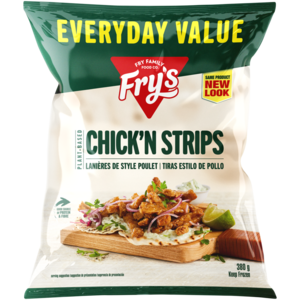 EVERYDAY VALUE
FRY FAMILY
FOOD CO.
Fry's
SAME PRODUCT
NEW
LOOK
PLANT-BASED
CHICK'N STRIPS
LANIÈRES DE STYLE POULET | TIRAS ESTILO DE POLLO
380 g
Keep Frozen